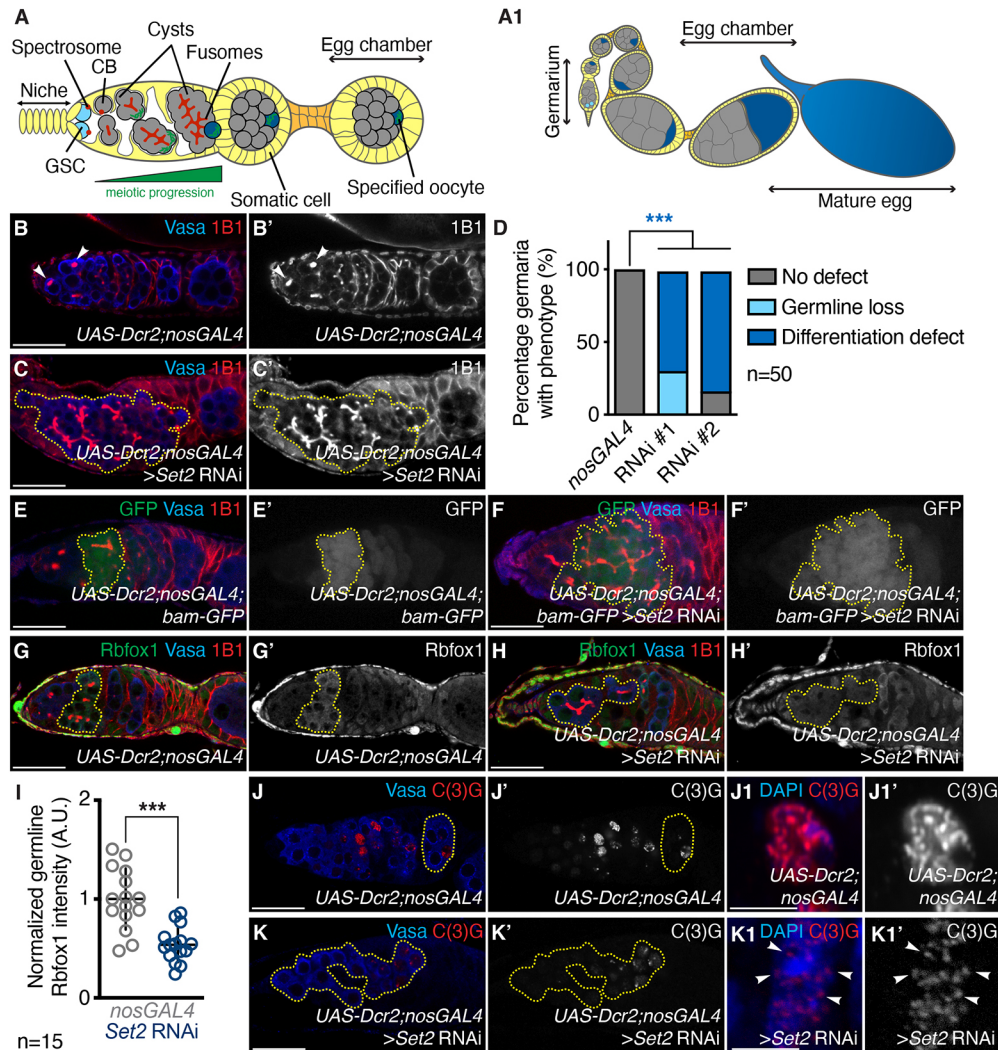 A
Cysts
Spectrosome
CB
Fusomes
Egg chamber
Niche
GSC
meiotic progression
Somatic cell
Specified oocyte
A1
Egg chamber
Germarium
Mature egg
B
Vasa 1B1
UAS-Dcr2;nosGAL4
B'
1B1
UAS-Dcr2;nosGAL4
C
Vasa 1B1
UAS-Dcr2;nosGAL4
>Set2 RNAi
C'
1B1
UAS-Dcr2;nosGAL4
>Set2 RNAi
D
***
Percentage germaria
with phenotype (%)
100
50
0
nosGAL4
RNAi #1
RNAi #2
No defect
Germline loss
Differentiation defect
n=50
E
GFP Vasa 1B1
UAS-Dcr2;nosGAL4;
bam-GFP
E'
GFP
UAS-Dcr2;nosGAL4;
bam-GFP
F
GFP Vasa 1B1
UAS-Dcr2;nosGAL4;
bam-GFP >Set2 RNAi
F'
GFP
UAS-Dcr2;nosGAL4;
bam-GFP >Set2 RNAi
G
Rbfox1 Vasa 1B1
UAS-Dcr2;nosGAL4
G'
Rbfox1
UAS-Dcr2;nosGAL4
H
Rbfox1 Vasa 1B1
UAS-Dcr2;nosGAL4
>Set2 RNAi
H'
Rbfox1
UAS-Dcr2;nosGAL4
>Set2 RNAi
I
Normalized germline
Rbfox1 intensity (A.U.)
2
1
0
***
nosGAL4
Set2 RNAi
n=15
J
Vasa C(3)G
UAS-Dcr2;nosGAL4
J'
C(3)G
UAS-Dcr2;nosGAL4
J1
DAPI C(3)G
UAS-Dcr2;
nosGAL4
J1'
C(3)G
UAS-Dcr2;
nosGAL4
K
Vasa C(3)G
UAS-Dcr2;nosGAL4
>Set2 RNAi
K'
C(3)G
UAS-Dcr2;nosGAL4
>Set2 RNAi
K1
DAPI C(3)G
>Set2 RNAi
K1'
C(3)G
>Set2 RNAi